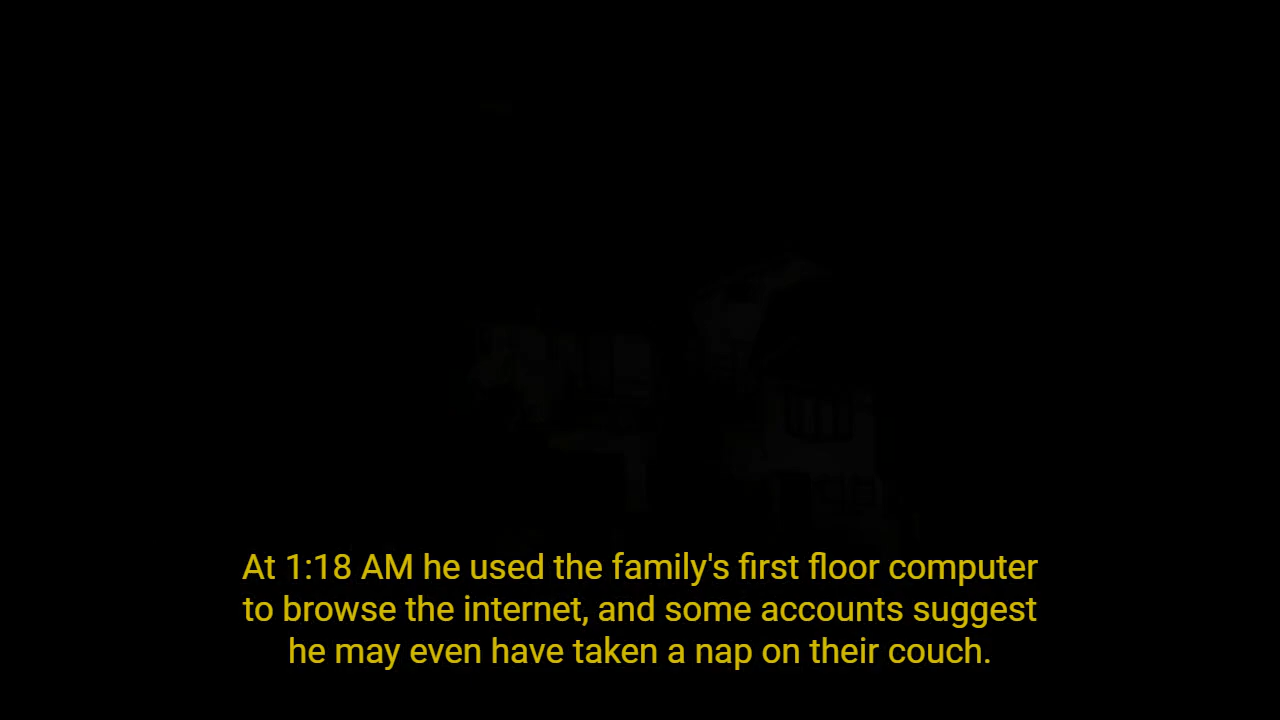 At 1:18 AM he used the family's first floor computer
to browse the internet, and some accounts suggest
he may even have taken a nap on their couch.